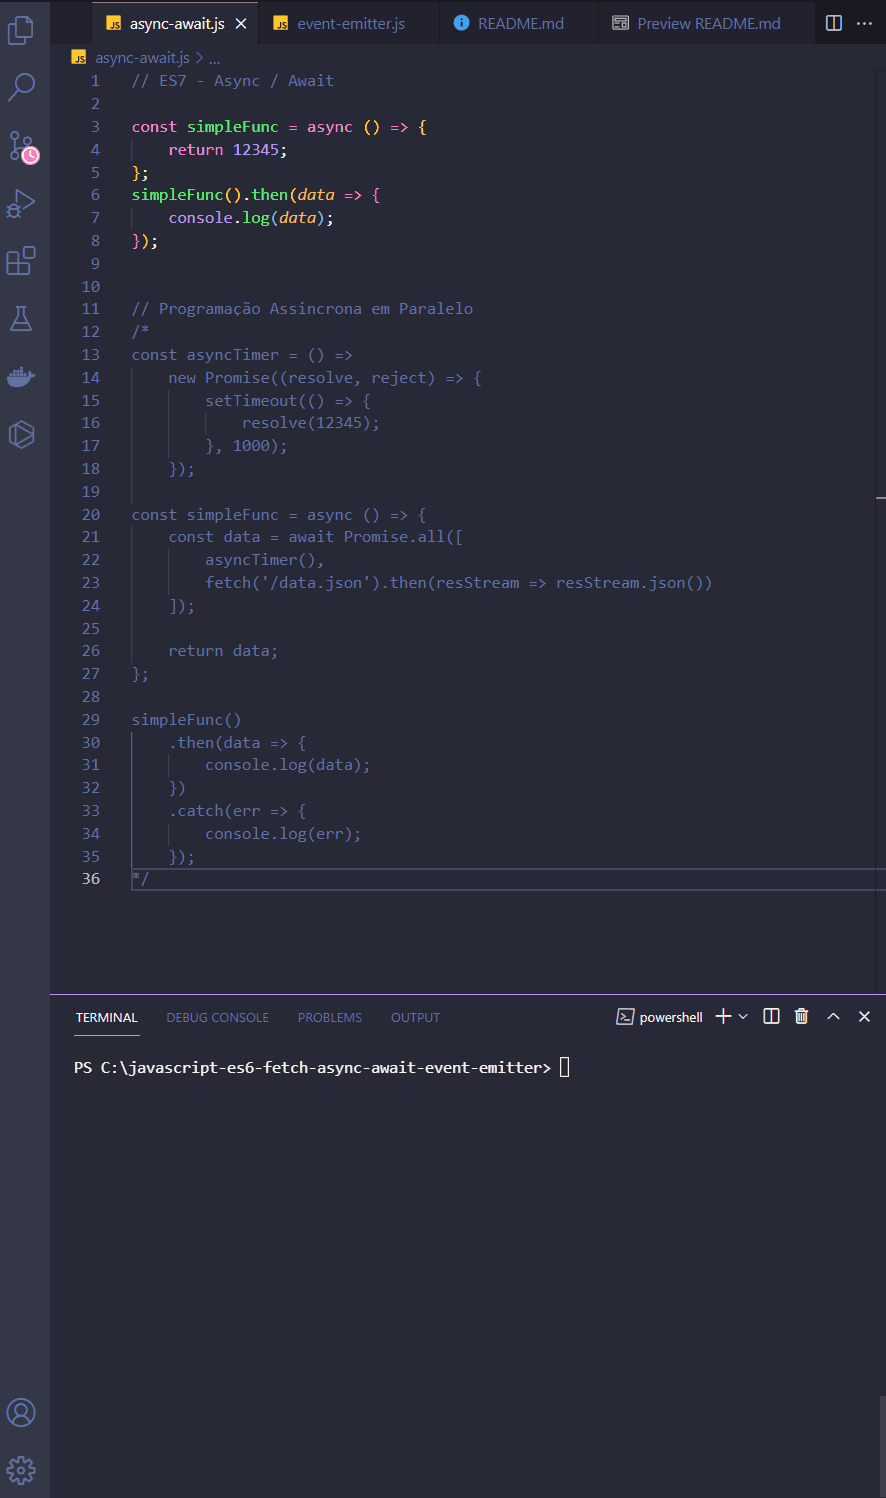 JS async-await.js
JS event-emitter.js
README.md
Preview README.md
JS async-await.js > ...
1 // ES7 - Async / Await
2
3 const simpleFunc = async () => {
4 return 12345;
5 };
6 simpleFunc().then(data => {
7 console.log(data);
8 });
9
10
11 // Programação Assincrona em Paralelo
12 /*
13 const asyncTimer = () =>
14 new Promise((resolve, reject) => {
15 setTimeout(() => {
16 resolve(12345);
17 }, 1000);
18 });
19
20 const simpleFunc = async () => {
21 const data = await Promise.all([
22 asyncTimer(),
23 fetch('/data.json').then(resStream => resStream.json())
24 ]);
25
26 return data;
27 };
28
29 simpleFunc()
30 .then(data => {
31 console.log(data);
32 })
33 .catch(err => {
34 console.log(err);
35 });
36 */
TERMINAL DEBUG CONSOLE PROBLEMS OUTPUT powershell
PS C:\javascript-es6-fetch-async-await-event-emitter>